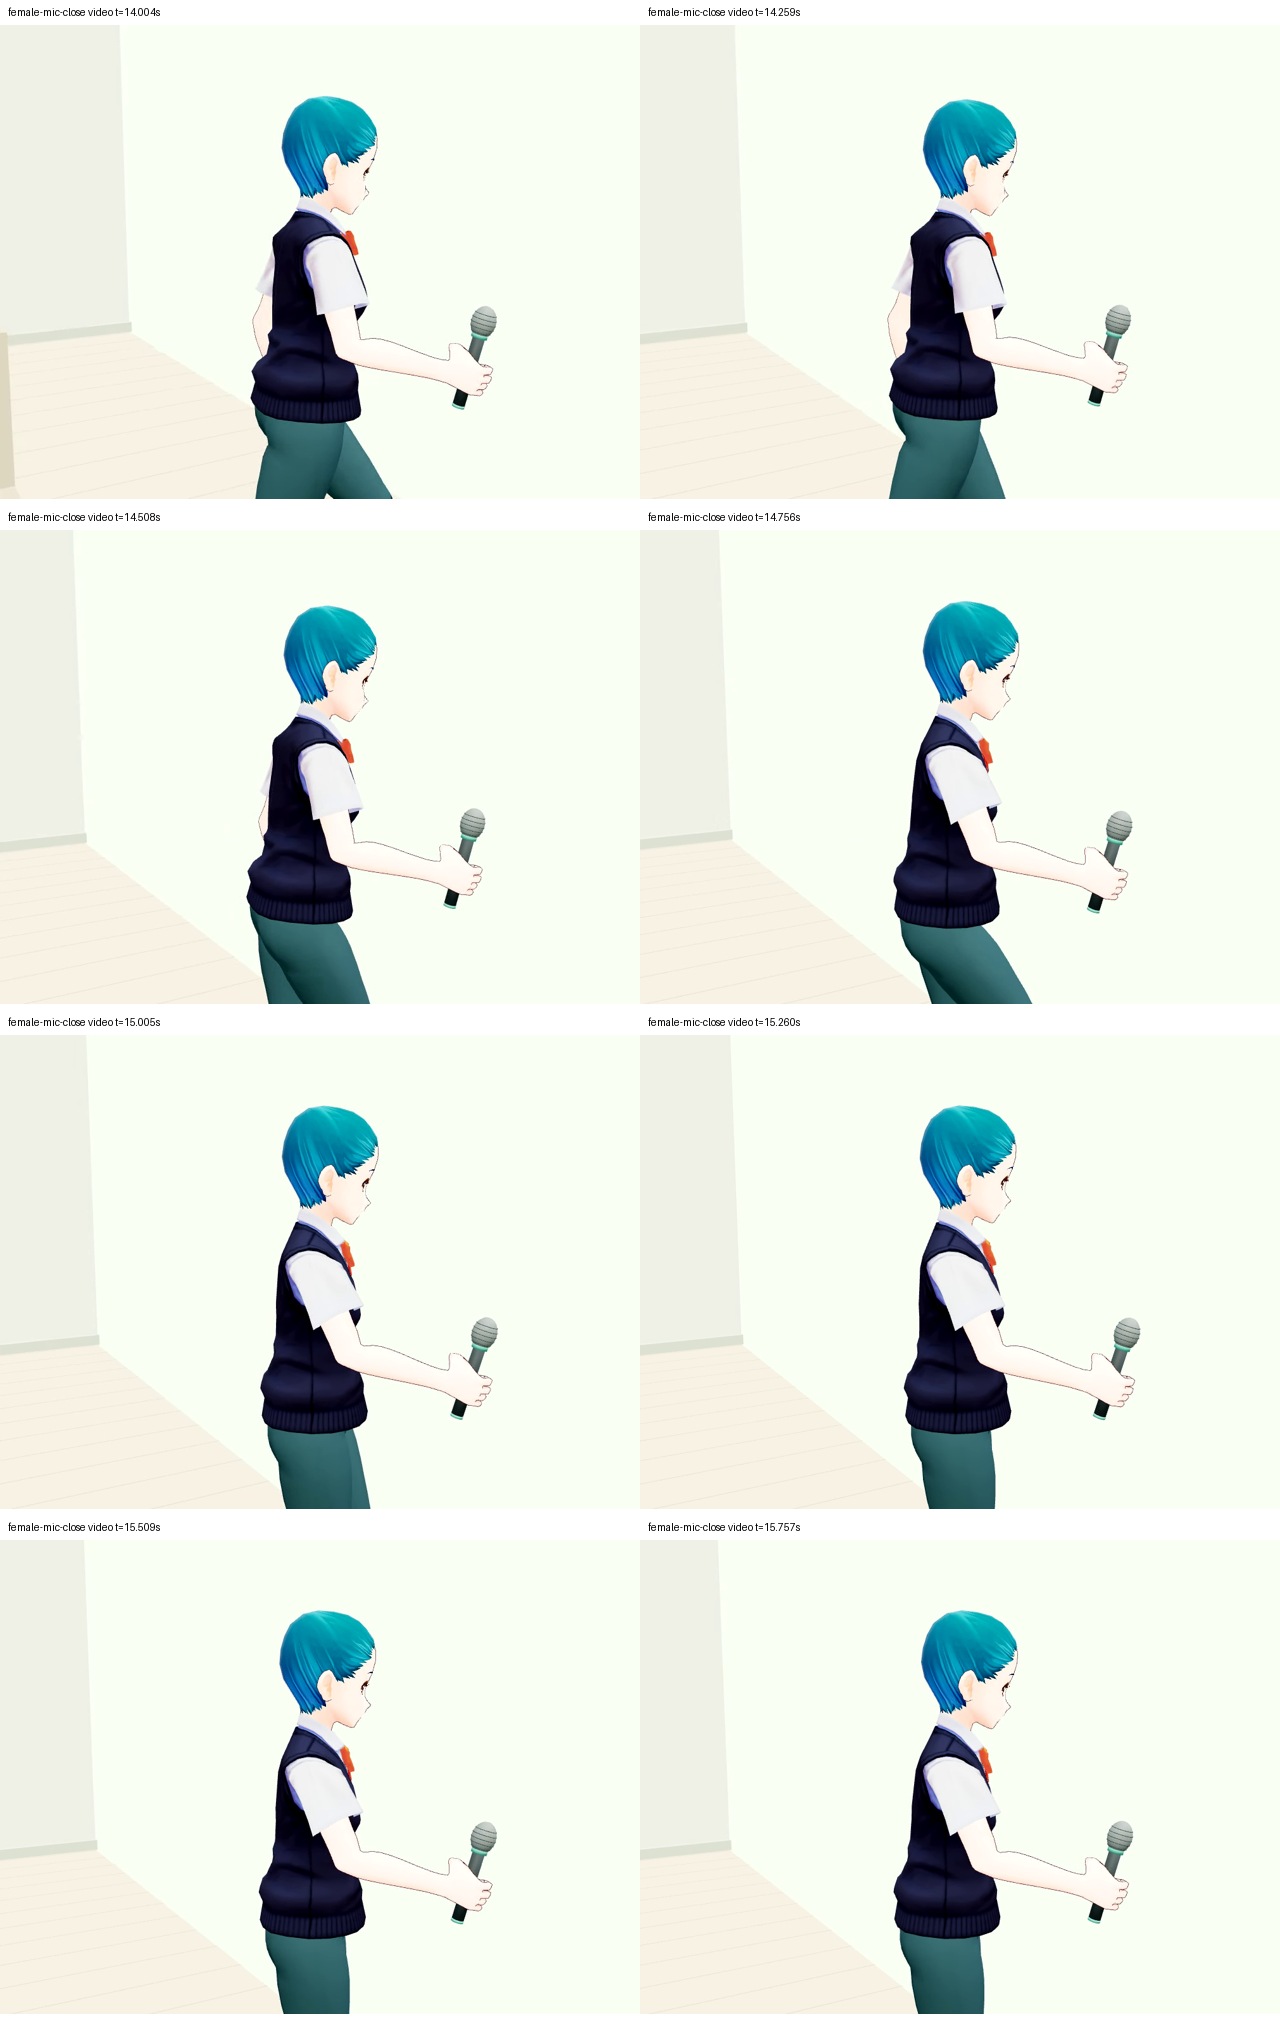 female-mic-close video t=14.004s
female-mic-close video t=14.259s
female-mic-close video t=14.508s
female-mic-close video t=14.756s
female-mic-close video t=15.005s
female-mic-close video t=15.260s
female-mic-close video t=15.509s
female-mic-close video t=15.757s